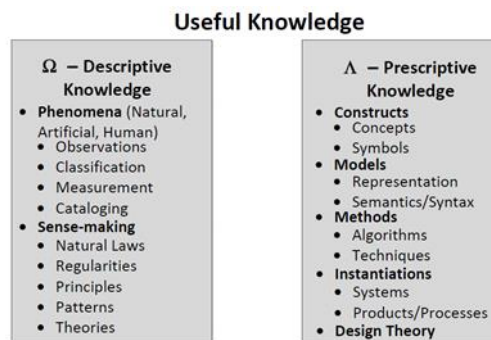 Useful Knowledge
Ω – Descriptive
Knowledge
• Phenomena (Natural,
Artificial, Human)
• Observations
• Classification
• Measurement
• Cataloging
• Sense-making
• Natural Laws
• Regularities
• Principles
• Patterns
• Theories
Λ – Prescriptive
Knowledge
• Constructs
• Concepts
• Symbols
• Models
• Representation
• Semantics/Syntax
• Methods
• Algorithms
• Techniques
• Instantiations
• Systems
• Products/Processes
• Design Theory